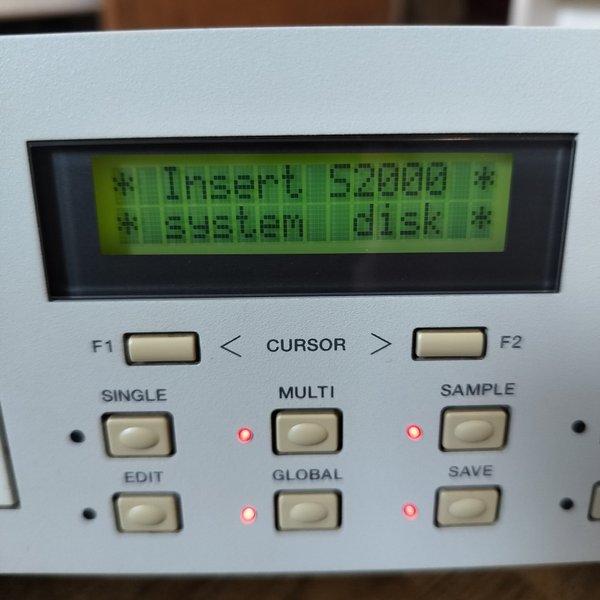 * Insert S2000 *
* system disk *
F1 < CURSOR > F2
SINGLE MULTI SAMPLE
EDIT GLOBAL SAVE